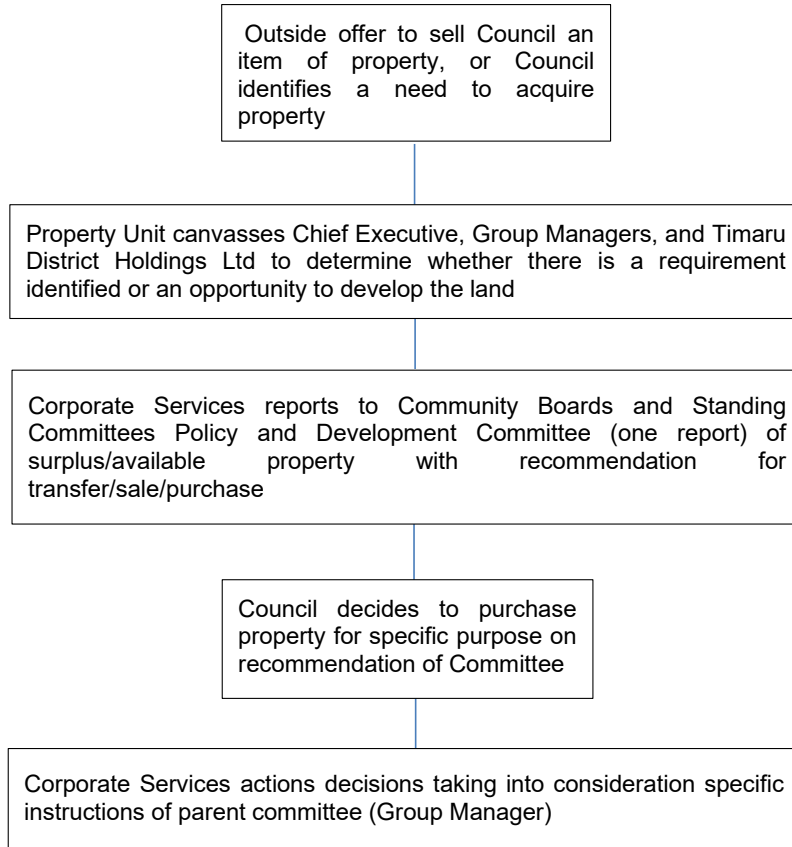 Outside offer to sell Council an
item of property, or Council
identifies a need to acquire
property
Property Unit canvasses Chief Executive, Group Managers, and Timaru
District Holdings Ltd to determine whether there is a requirement
identified or an opportunity to develop the land
Corporate Services reports to Community Boards and Standing
Committees Policy and Development Committee (one report) of
surplus/available property with recommendation for
transfer/sale/purchase
Council decides to purchase
property for specific purpose on
recommendation of Committee
Corporate Services actions decisions taking into consideration specific
instructions of parent committee (Group Manager)